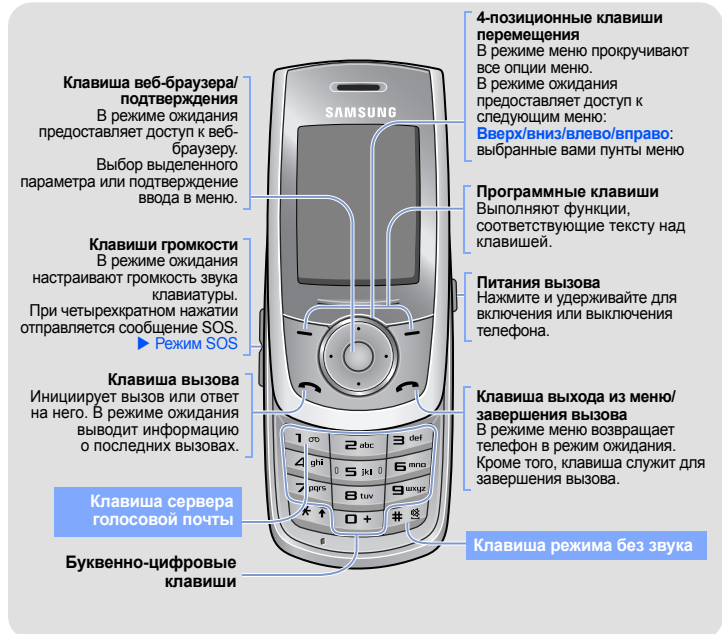 Клавиша веб-браузера/
подтверждения
В режиме ожидания
предоставляет доступ к веб-
браузеру.
Выбор выделенного
параметра или подтверждение
ввода в меню.
Клавиши громкости
В режиме ожидания
настраивают громкость звука
клавиатуры.
При четырехкратном нажатии
отправляется сообщение SOS.
▶ Режим SOS
Клавиша вызова
Инициирует вызов или ответ
на него. В режиме ожидания
выводит информацию
о последних вызовах.
Клавиша сервера
голосовой почты
Буквенно-цифровые
клавиши
SAMSUNG
1
2 abc
3 def
4 ghi
5 jkl
6 mno
7 pqrs
8 tuv
9 wxyz
*
0 +
#
4-позиционные клавиши
перемещения
В режиме меню прокручивают
все опции меню.
В режиме ожидания
предоставляет доступ к
следующим меню:
Вверх/вниз/влево/вправо:
выбранные вами пунты меню
Программные клавиши
Выполняют функции,
соответствующие тексту над
клавишей.
Питания вызова
Нажмите и удерживайте для
включения или выключения
телефона.
Клавиша выхода из меню/
завершения вызова
В режиме меню возвращает
телефон в режим ожидания.
Кроме того, клавиша служит для
завершения вызова.
Клавиша режима без звука